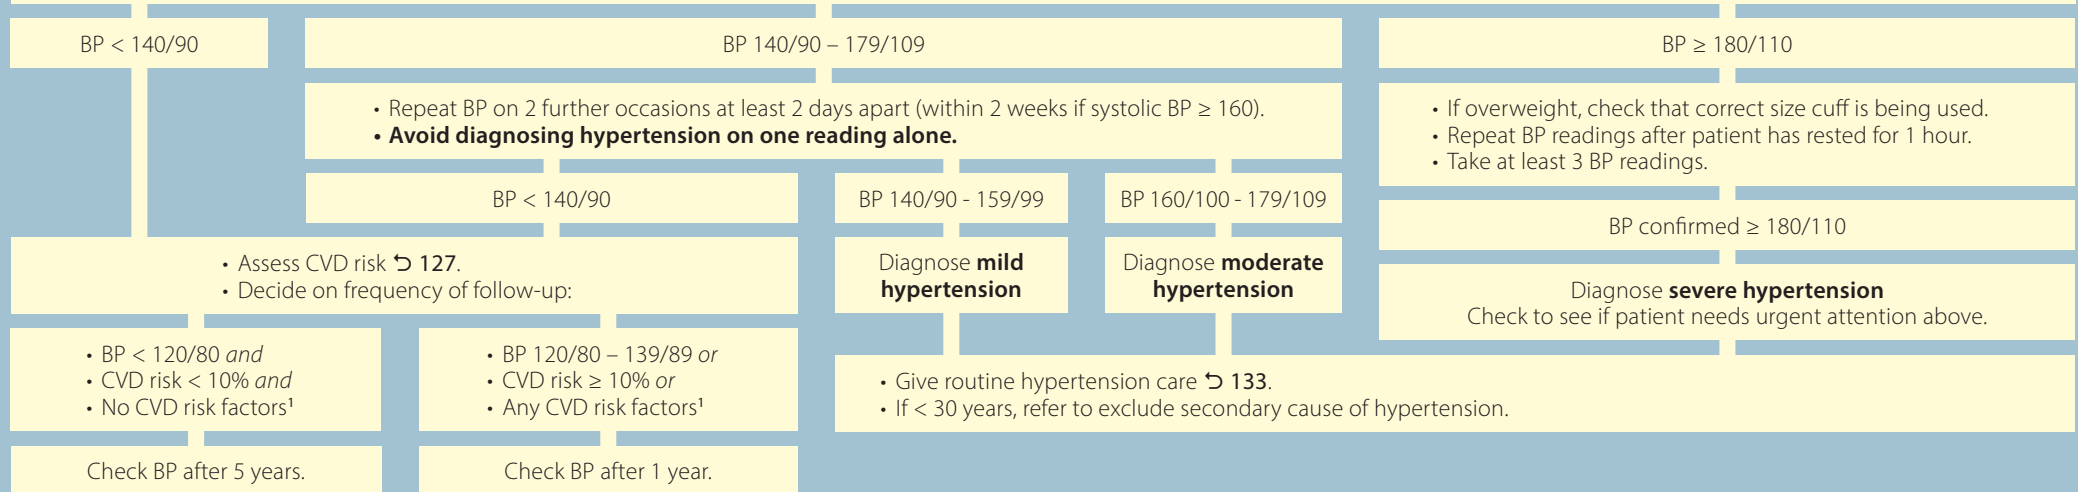 BP < 140/90
BP 140/90 – 179/109
BP ≥ 180/110
• Repeat BP on 2 further occasions at least 2 days apart (within 2 weeks if systolic BP ≥ 160).
• Avoid diagnosing hypertension on one reading alone.
• If overweight, check that correct size cuff is being used.
• Repeat BP readings after patient has rested for 1 hour.
• Take at least 3 BP readings.
BP < 140/90
BP 140/90 - 159/99
BP 160/100 - 179/109
BP confirmed ≥ 180/110
• Assess CVD risk ⮌ 127.
• Decide on frequency of follow-up:
Diagnose mild
hypertension
Diagnose moderate
hypertension
Diagnose severe hypertension
Check to see if patient needs urgent attention above.
• BP < 120/80 and
• CVD risk < 10% and
• No CVD risk factors¹
• BP 120/80 – 139/89 or
• CVD risk ≥ 10% or
• Any CVD risk factors¹
• Give routine hypertension care ⮌ 133.
• If < 30 years, refer to exclude secondary cause of hypertension.
Check BP after 5 years.
Check BP after 1 year.